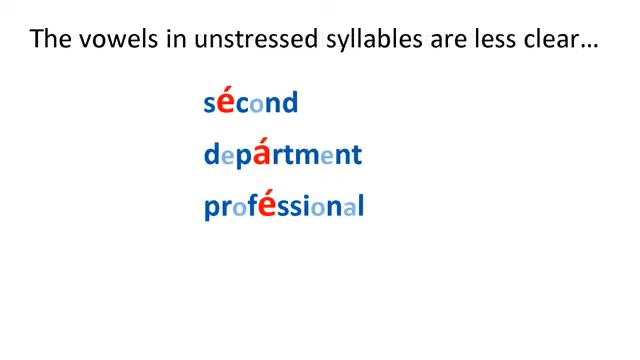 The vowels in unstressed syllables are less clear...
sécond
depártment
proféssional